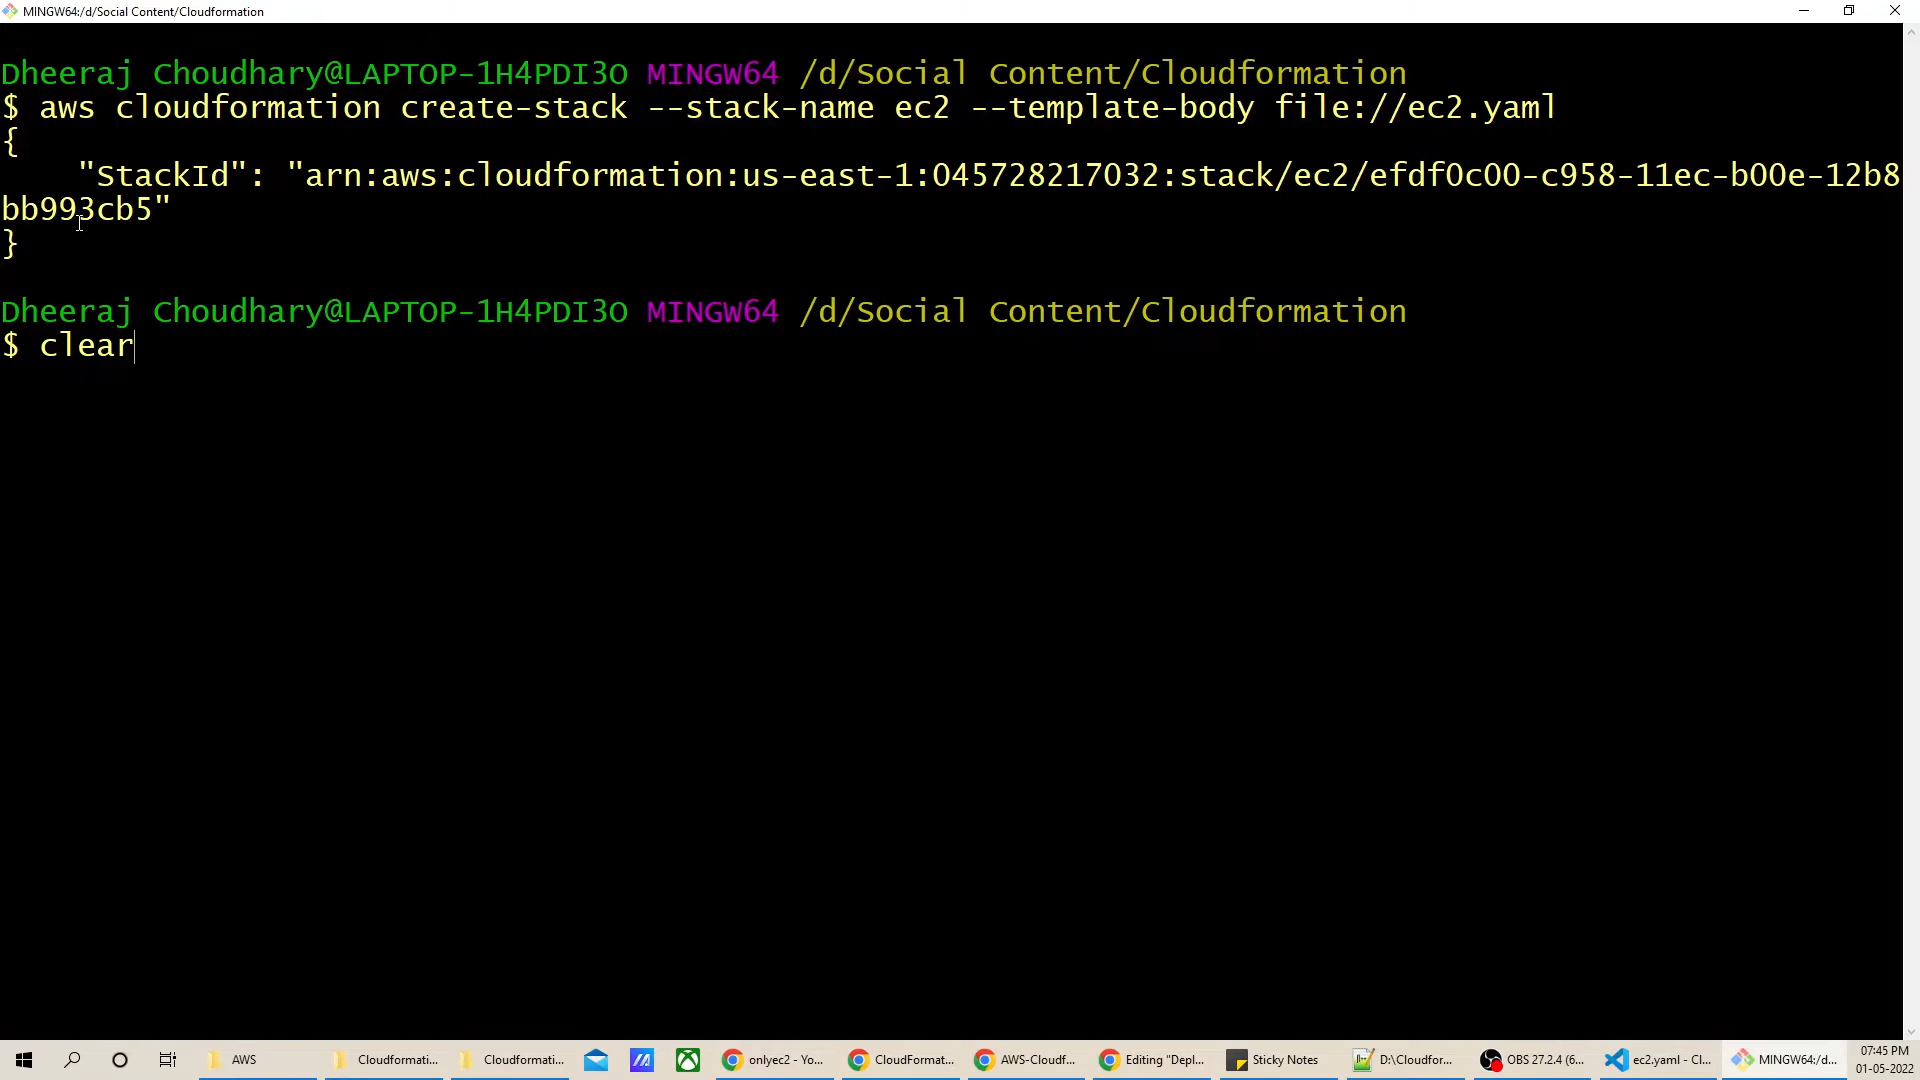 MINGW64:/d/Social Content/Cloudformation
Dheeraj Choudhary@LAPTOP-1H4PDI3O MINGW64 /d/Social Content/Cloudformation
$ aws cloudformation create-stack --stack-name ec2 --template-body file://ec2.yaml
{
    "StackId": "arn:aws:cloudformation:us-east-1:045728217032:stack/ec2/efdf0c00-c958-11ec-b00e-12b8
bb993cb5"
}
Dheeraj Choudhary@LAPTOP-1H4PDI3O MINGW64 /d/Social Content/Cloudformation
$ clear
AWS
Cloudformati...
Cloudformati...
onlyec2 - Yo...
CloudFormat...
AWS-Cloudf...
Editing "Depl...
Sticky Notes
D:\Cloudfor...
OBS 27.2.4 (6...
ec2.yaml - Cl...
MINGW64:/d...
07:45 PM
01-05-2022